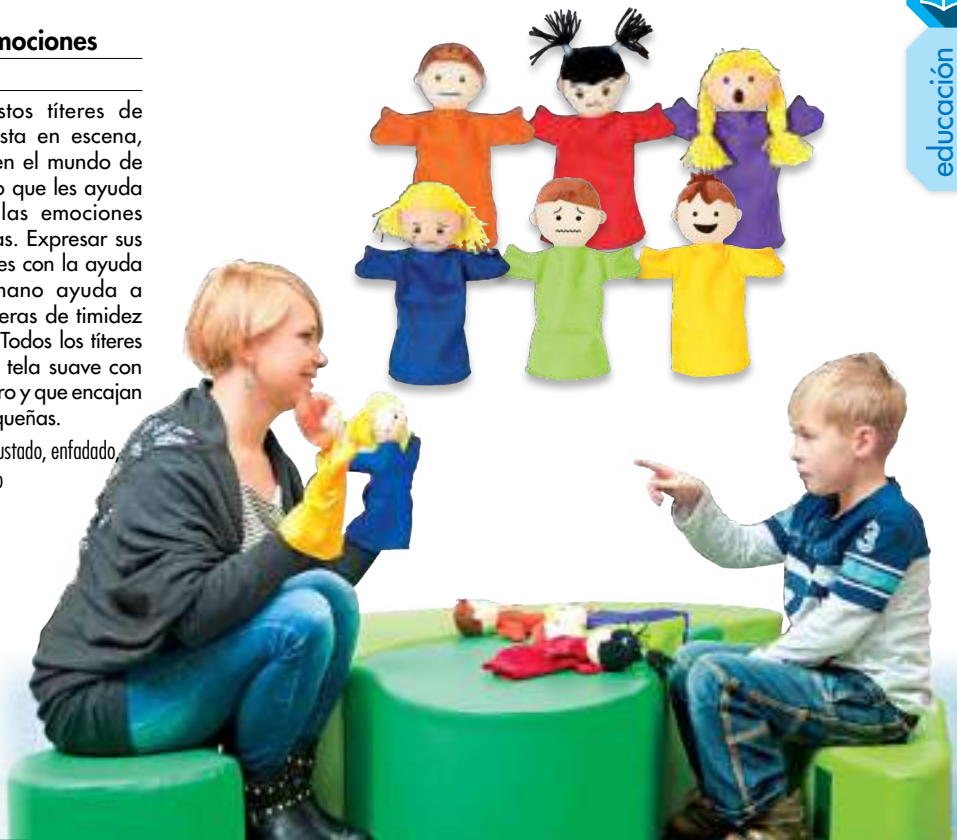 mociones
stos títeres de
sta en escena,
en el mundo de
o que les ayuda
las emociones
as. Expresar sus
es con la ayuda
mano ayuda a
eras de timidez
Todos los títeres
tela suave con
ro y que encajan
queñas.
ustado, enfadado,
o
educación
3